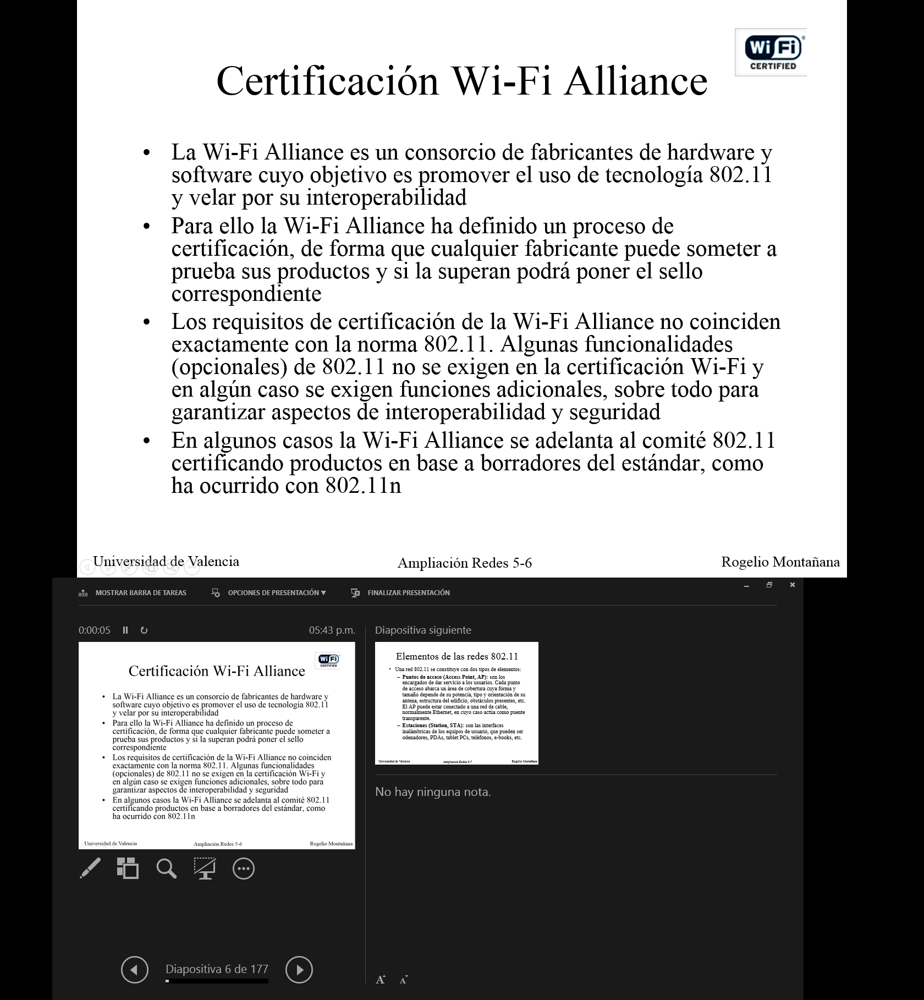 Wi Fi
CERTIFIED
Certificación Wi-Fi Alliance
• La Wi-Fi Alliance es un consorcio de fabricantes de hardware y
software cuyo objetivo es promover el uso de tecnología 802.11
y velar por su interoperabilidad
• Para ello la Wi-Fi Alliance ha definido un proceso de
certificación, de forma que cualquier fabricante puede someter a
prueba sus productos y si la superan podrá poner el sello
correspondiente
• Los requisitos de certificación de la Wi-Fi Alliance no coinciden
exactamente con la norma 802.11. Algunas funcionalidades
(opcionales) de 802.11 no se exigen en la certificación Wi-Fi y
en algún caso se exigen funciones adicionales, sobre todo para
garantizar aspectos de interoperabilidad y seguridad
• En algunos casos la Wi-Fi Alliance se adelanta al comité 802.11
certificando productos en base a borradores del estándar, como
ha ocurrido con 802.11n
Universidad de Valencia
Ampliación Redes 5-6
Rogelio Montañana
MOSTRAR BARRA DE TAREAS
OPCIONES DE PRESENTACIÓN
FINALIZAR PRESENTACIÓN
0:00:05
05:43 p.m.
Wi Fi
CERTIFIED
Certificación Wi-Fi Alliance
• La Wi-Fi Alliance es un consorcio de fabricantes de hardware y
software cuyo objetivo es promover el uso de tecnología 802.11
y velar por su interoperabilidad
• Para ello la Wi-Fi Alliance ha definido un proceso de
certificación, de forma que cualquier fabricante puede someter a
prueba sus productos y si la superan podrá poner el sello
correspondiente
• Los requisitos de certificación de la Wi-Fi Alliance no coinciden
exactamente con la norma 802.11. Algunas funcionalidades
(opcionales) de 802.11 no se exigen en la certificación Wi-Fi y
en algún caso se exigen funciones adicionales, sobre todo para
garantizar aspectos de interoperabilidad y seguridad
• En algunos casos la Wi-Fi Alliance se adelanta al comité 802.11
certificando productos en base a borradores del estándar, como
ha ocurrido con 802.11n
Universidad de Valencia
Ampliación Redes 5-6
Rogelio Montañana
Diapositiva 6 de 177
Diapositiva siguiente
Elementos de las redes 802.11
• Una red 802.11 se constituye con dos tipos de elementos:
– Puntos de acceso (Access Point, AP): son los
encargados de dar servicio a los usuarios. Cada punto
de acceso abarca un área de cobertura cuya forma y
tamaño depende de su potencia, tipo y orientación de su
antena, estructura del edificio, obstáculos presentes, etc.
El AP puede estar conectado a una red de cable,
normalmente Ethernet, en cuyo caso actúa como puente
transparente.
– Estaciones (Station, STA): son las interfaces
inalámbricas de los equipos de usuario, que pueden ser
odenadores, PDAs, tablet PCs, teléfonos, e-books, etc.
Universidad de Valencia
Ampliación Redes 5-7
Rogelio Montañana
No hay ninguna nota.
A A